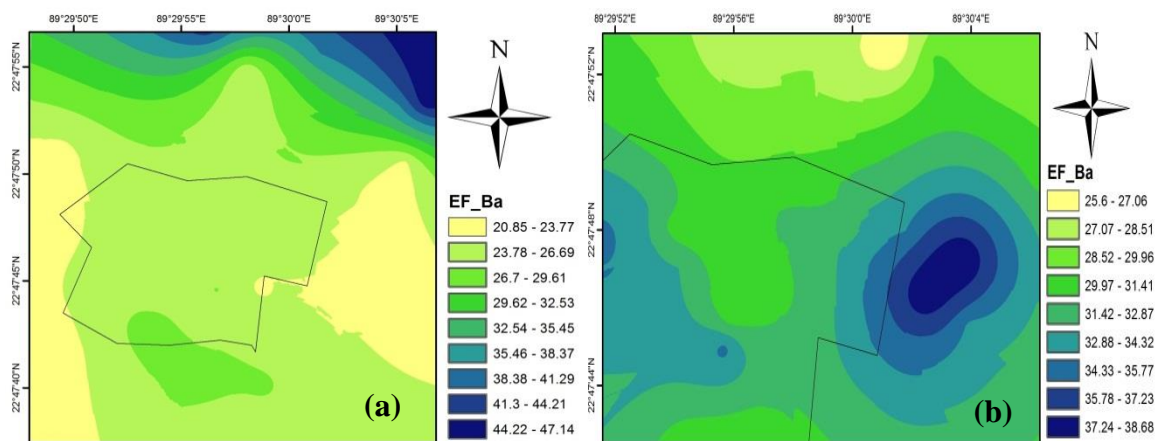 89°29'50"E 89°29'55"E 89°30'0"E 89°30'5"E
22°47'55"N
22°47'50"N
22°47'45"N
22°47'40"N
N
EF_Ba
20.85 - 23.77
23.78 - 26.69
26.7 - 29.61
29.62 - 32.53
32.54 - 35.45
35.46 - 38.37
38.38 - 41.29
41.3 - 44.21
44.22 - 47.14
(a)
89°29'52"E 89°29'56"E 89°30'0"E 89°30'4"E
22°47'52"N
22°47'48"N
22°47'44"N
N
EF_Ba
25.6 - 27.06
27.07 - 28.51
28.52 - 29.96
29.97 - 31.41
31.42 - 32.87
32.88 - 34.32
34.33 - 35.77
35.78 - 37.23
37.24 - 38.68
(b)